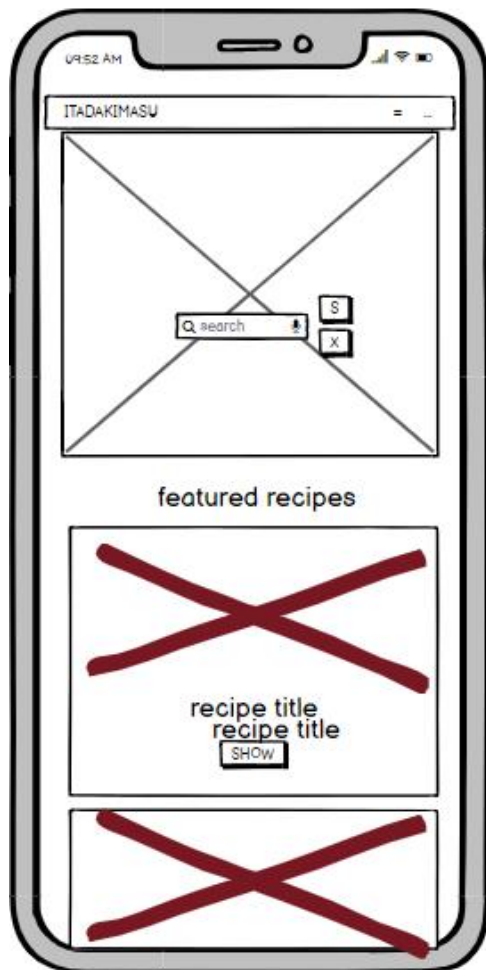 09:52 AM
ITADAKIMASU = ...
search S
X
featured recipes
recipe title
recipe title
SHOW